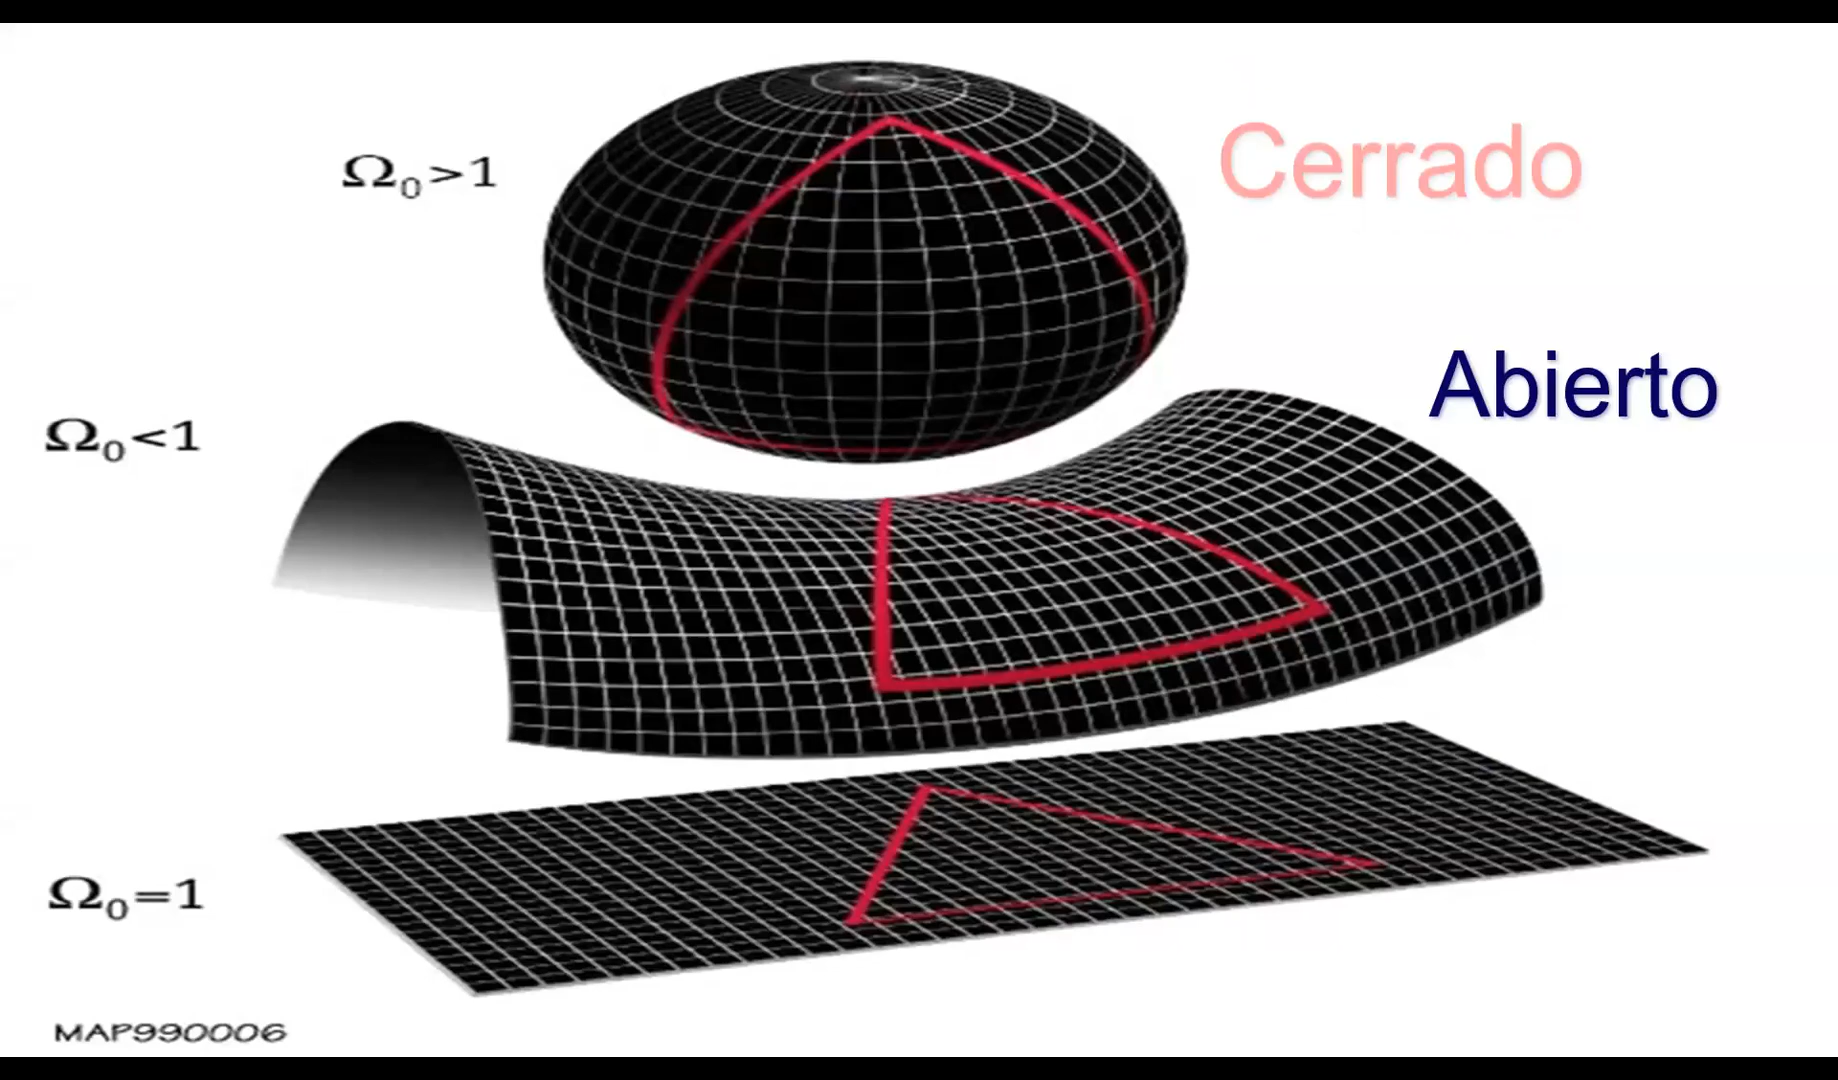 Ω₀>1
Cerrado
Abierto
Ω₀<1
Ω₀=1
MAP990006